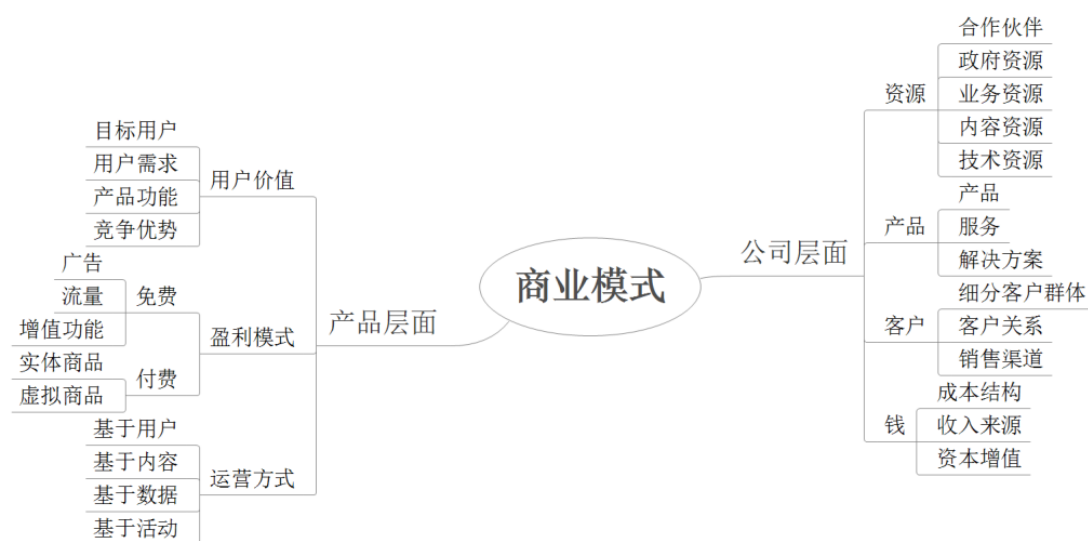 商业模式
公司层面
资源
合作伙伴
政府资源
业务资源
内容资源
技术资源
产品
产品
服务
解决方案
客户
细分客户群体
客户关系
销售渠道
钱
成本结构
收入来源
资本增值
产品层面
用户价值
目标用户
用户需求
产品功能
竞争优势
盈利模式
免费
广告
流量
增值功能
付费
实体商品
虚拟商品
运营方式
基于用户
基于内容
基于数据
基于活动